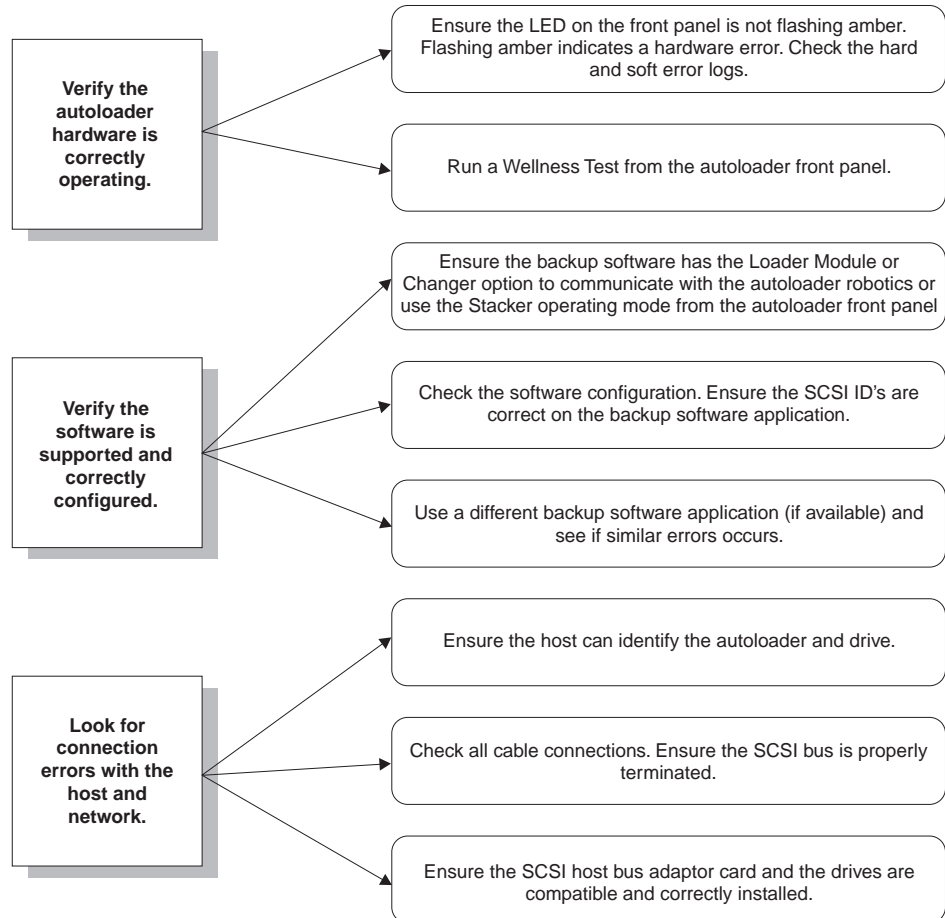 Verify the
autoloader
hardware is
correctly
operating.
Ensure the LED on the front panel is not flashing amber.
Flashing amber indicates a hardware error. Check the hard
and soft error logs.
Run a Wellness Test from the autoloader front panel.
Verify the
software is
supported and
correctly
configured.
Ensure the backup software has the Loader Module or
Changer option to communicate with the autoloader robotics or
use the Stacker operating mode from the autoloader front panel
Check the software configuration. Ensure the SCSI ID's are
correct on the backup software application.
Use a different backup software application (if available) and
see if similar errors occurs.
Look for
connection
errors with the
host and
network.
Ensure the host can identify the autoloader and drive.
Check all cable connections. Ensure the SCSI bus is properly
terminated.
Ensure the SCSI host bus adaptor card and the drives are
compatible and correctly installed.